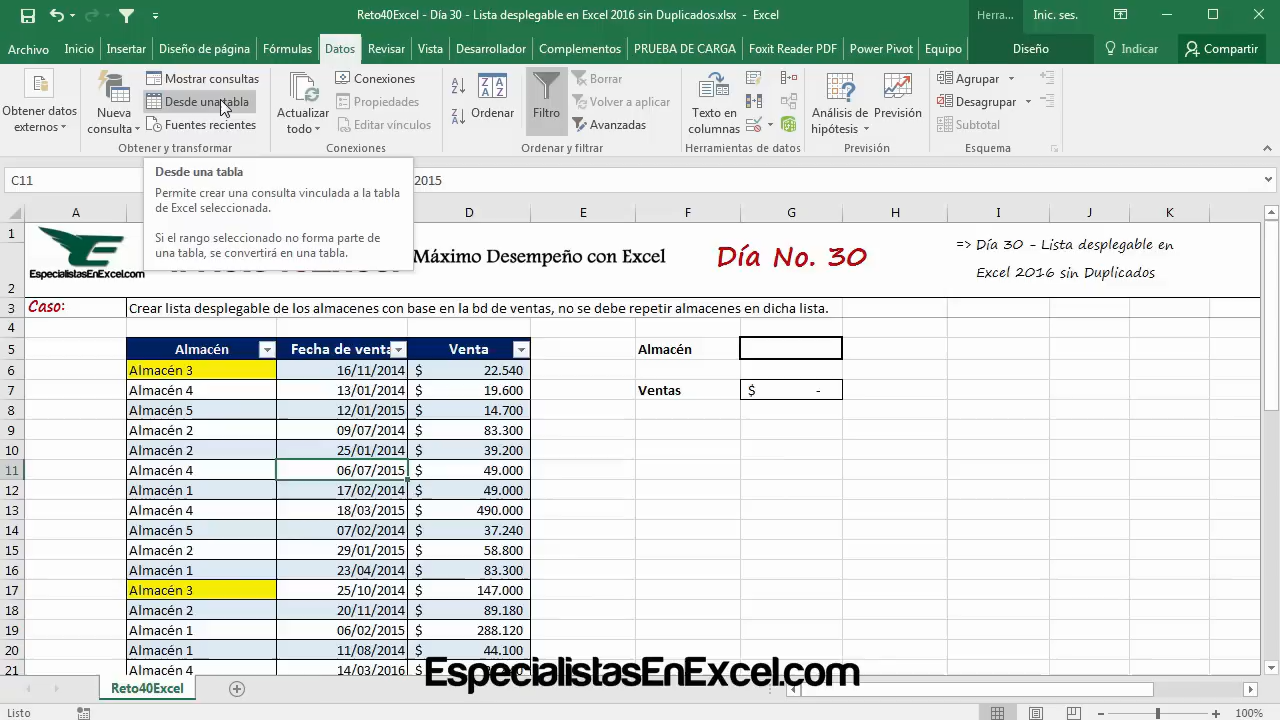 Reto40Excel - Día 30 - Lista desplegable en Excel 2016 sin Duplicados.xlsx - Excel
Herra...
Inic. ses.
Archivo Inicio Insertar Diseño de página Fórmulas Datos Revisar Vista Desarrollador Complementos PRUEBA DE CARGA Foxit Reader PDF Power Pivot Equipo Diseño Indicar Compartir
Obtener datos externos
Nueva consulta
Mostrar consultas
Desde una tabla
Fuentes recientes
Obtener y transformar
Actualizar todo
Conexiones
Propiedades
Editar vínculos
Conexiones
Ordenar
Filtro
Borrar
Volver a aplicar
Avanzadas
Ordenar y filtrar
Texto en columnas
Herramientas de datos
Análisis de hipótesis
Previsión
Previsión
Agrupar
Desagrupar
Subtotal
Esquema
C11
2015
Desde una tabla
Permite crear una consulta vinculada a la tabla
de Excel seleccionada.
Si el rango seleccionado no forma parte de
una tabla, se convertirá en una tabla.
A D E F G H I J K
1
EspecialistasEnExcel.com
Máximo Desempeño con Excel
Día No. 30
=> Día 30 - Lista desplegable en
Excel 2016 sin Duplicados
2
3 Caso: Crear lista desplegable de los almacenes con base en la bd de ventas, no se debe repetir almacenes en dicha lista.
4
5 Almacén Fecha de venta Venta Almacén
6 Almacén 3 16/11/2014 $ 22.540
7 Almacén 4 13/01/2014 $ 19.600 Ventas $ -
8 Almacén 5 12/01/2015 $ 14.700
9 Almacén 2 09/07/2014 $ 83.300
10 Almacén 2 25/01/2014 $ 39.200
11 Almacén 4 06/07/2015 $ 49.000
12 Almacén 1 17/02/2014 $ 49.000
13 Almacén 4 18/03/2015 $ 490.000
14 Almacén 5 07/02/2014 $ 37.240
15 Almacén 2 29/01/2015 $ 58.800
16 Almacén 1 23/04/2014 $ 83.300
17 Almacén 3 25/10/2014 $ 147.000
18 Almacén 2 20/11/2014 $ 89.180
19 Almacén 1 06/02/2015 $ 288.120
20 Almacén 1 11/08/2014 $ 44.100
21 Almacén 4 14/03/2016
EspecialistasEnExcel.com
Reto40Excel
Listo
100%